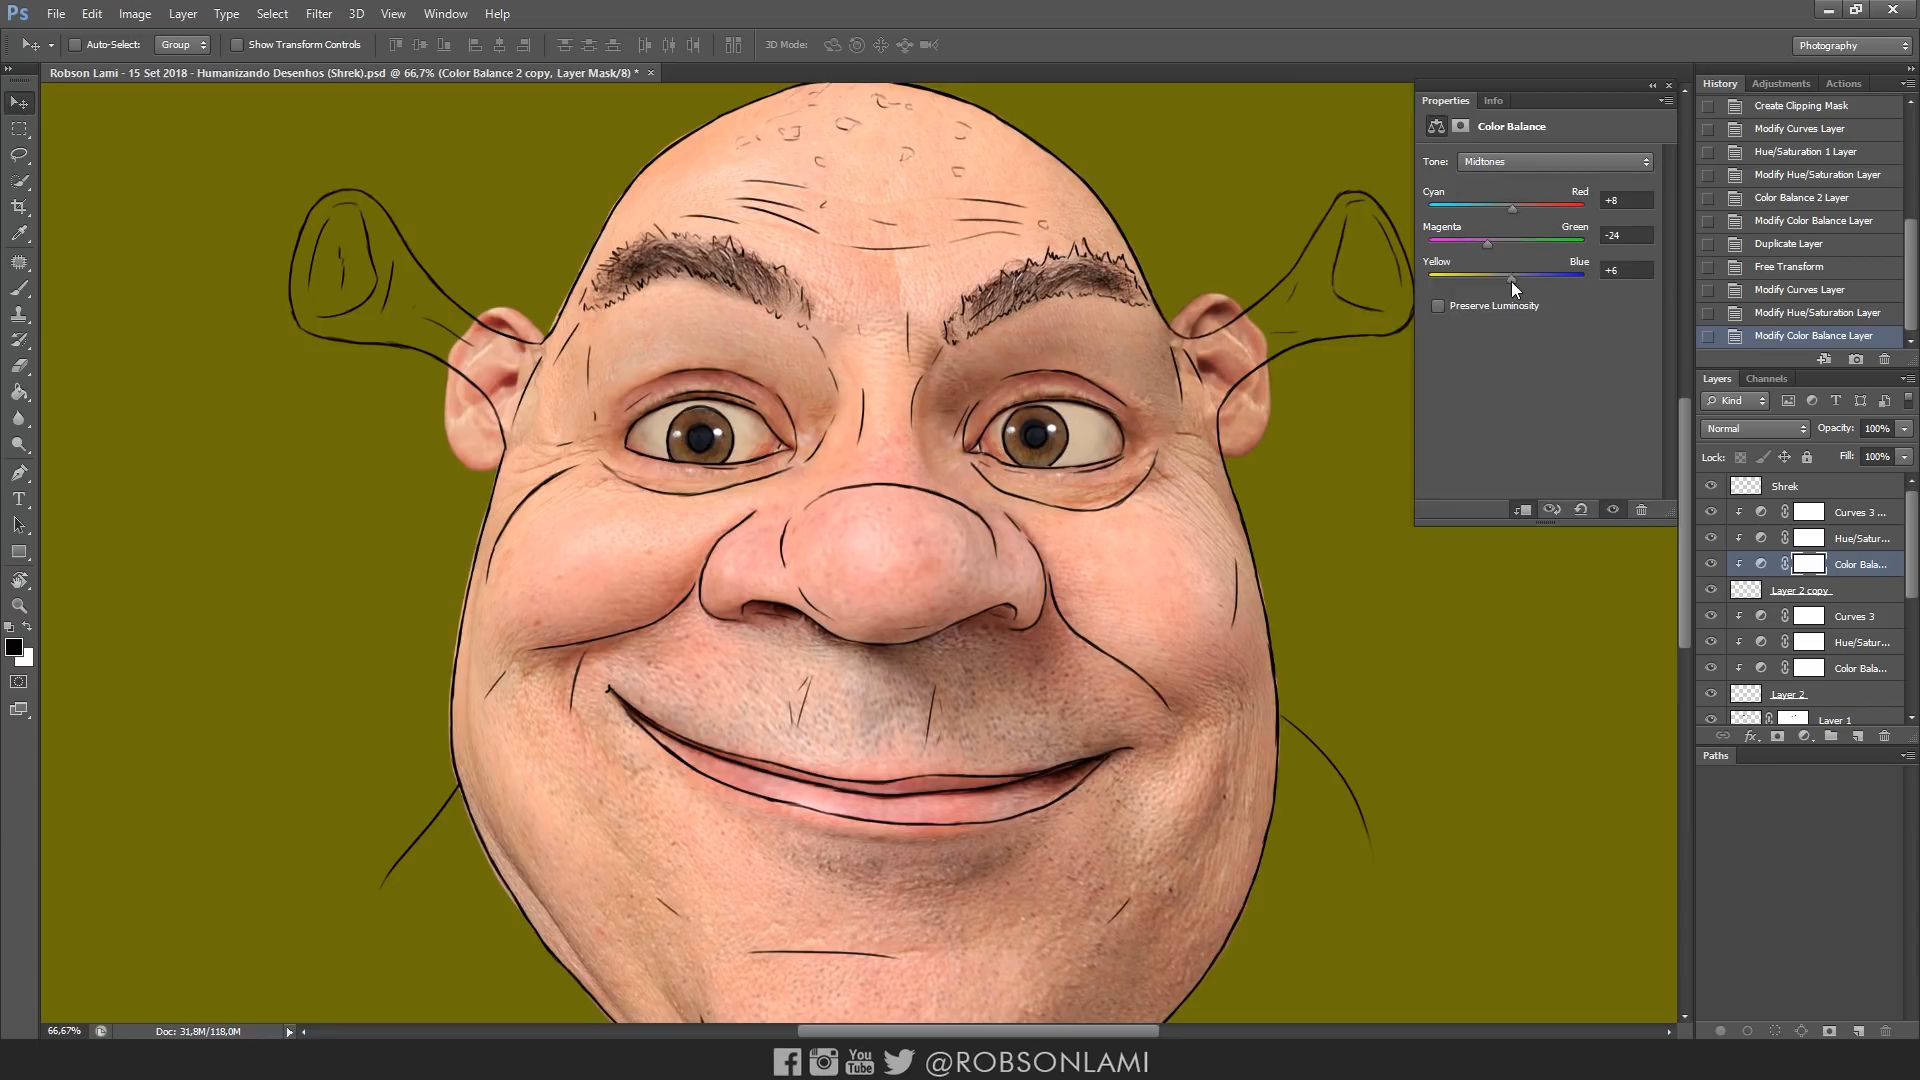 Ps File Edit Image Layer Type Select Filter 3D View Window Help
Auto-Select: Group Show Transform Controls 3D Mode: Photography
Robson Lami - 15 Set 2018 - Humanizando Desenhos (Shrek).psd @ 66,7% (Color Balance 2 copy, Layer Mask/8) *
Properties Info
Color Balance
Tone: Midtones
Cyan Red
+8
Magenta Green
-24
Yellow Blue
+6
Preserve Luminosity
History Adjustments Actions
Create Clipping Mask
Modify Curves Layer
Hue/Saturation 1 Layer
Modify Hue/Saturation Layer
Color Balance 2 Layer
Modify Color Balance Layer
Duplicate Layer
Free Transform
Modify Curves Layer
Modify Hue/Saturation Layer
Modify Color Balance Layer
Layers Channels
Kind
Normal Opacity: 100%
Lock: Fill: 100%
Shrek
Curves 3 ...
Hue/Satur...
Color Bala...
Layer 2 copy
Curves 3
Hue/Satur...
Color Bala...
Layer 2
Layer 1
Paths
66,67% Doc: 31,8M/118,0M
You
Tube
@ROBSONLAMI